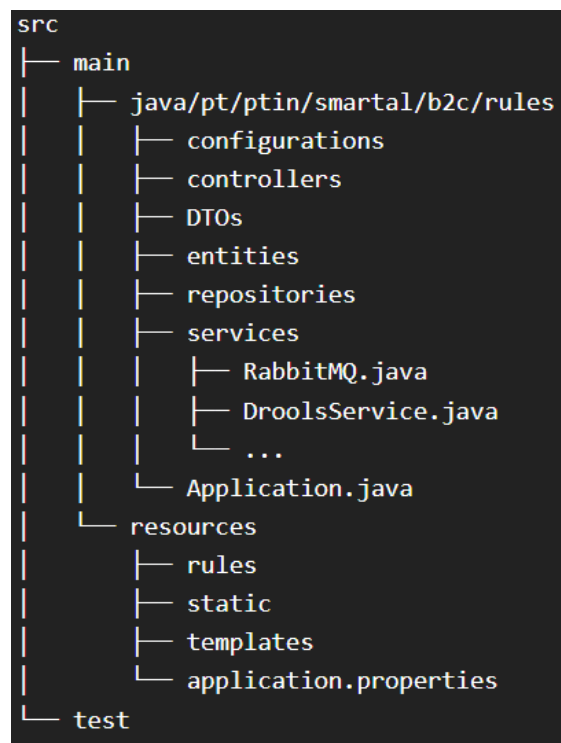 src
├── main
│   ├── java/pt/ptin/smartal/b2c/rules
│   │   ├── configurations
│   │   ├── controllers
│   │   ├── DTOs
│   │   ├── entities
│   │   ├── repositories
│   │   ├── services
│   │   │   ├── RabbitMQ.java
│   │   │   ├── DroolsService.java
│   │   │   └── ...
│   │   └── Application.java
│   └── resources
│       ├── rules
│       ├── static
│       ├── templates
│       └── application.properties
└── test